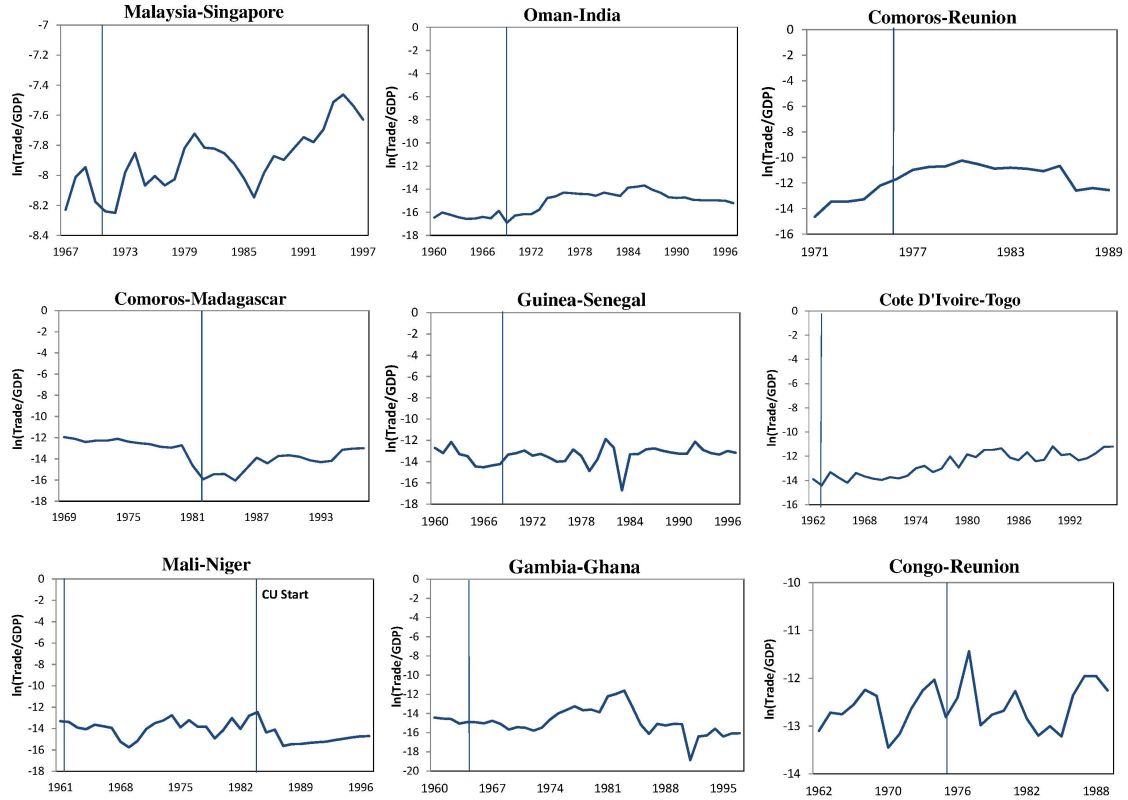 Malaysia-Singapore
ln(Trade/GDP)
-7
-7.2
-7.4
-7.6
-7.8
-8
-8.2
-8.4
1967 1973 1979 1985 1991 1997
Oman-India
ln(Trade/GDP)
0
-2
-4
-6
-8
-10
-12
-14
-16
-18
1960 1966 1972 1978 1984 1990 1996
Comoros-Reunion
ln(Trade/GDP)
0
-2
-4
-6
-8
-10
-12
-14
-16
1971 1977 1983 1989
Comoros-Madagascar
ln(Trade/GDP)
0
-2
-4
-6
-8
-10
-12
-14
-16
-18
1969 1975 1981 1987 1993
Guinea-Senegal
ln(Trade/GDP)
0
-2
-4
-6
-8
-10
-12
-14
-16
-18
1960 1966 1972 1978 1984 1990 1996
Cote D'Ivoire-Togo
ln(Trade/GDP)
0
-2
-4
-6
-8
-10
-12
-14
-16
1962 1968 1974 1980 1986 1992
Mali-Niger
ln(Trade/GDP)
0
-2
-4
-6
-8
-10
-12
-14
-16
-18
CU Start
1961 1968 1975 1982 1989 1996
Gambia-Ghana
ln(Trade/GDP)
0
-2
-4
-6
-8
-10
-12
-14
-16
-18
-20
1960 1966 1972 1978 1984 1990 1996
Congo-Reunion
ln(Trade/GDP)
-10
-11
-12
-13
-14
1962 1970 1976 1982 1988